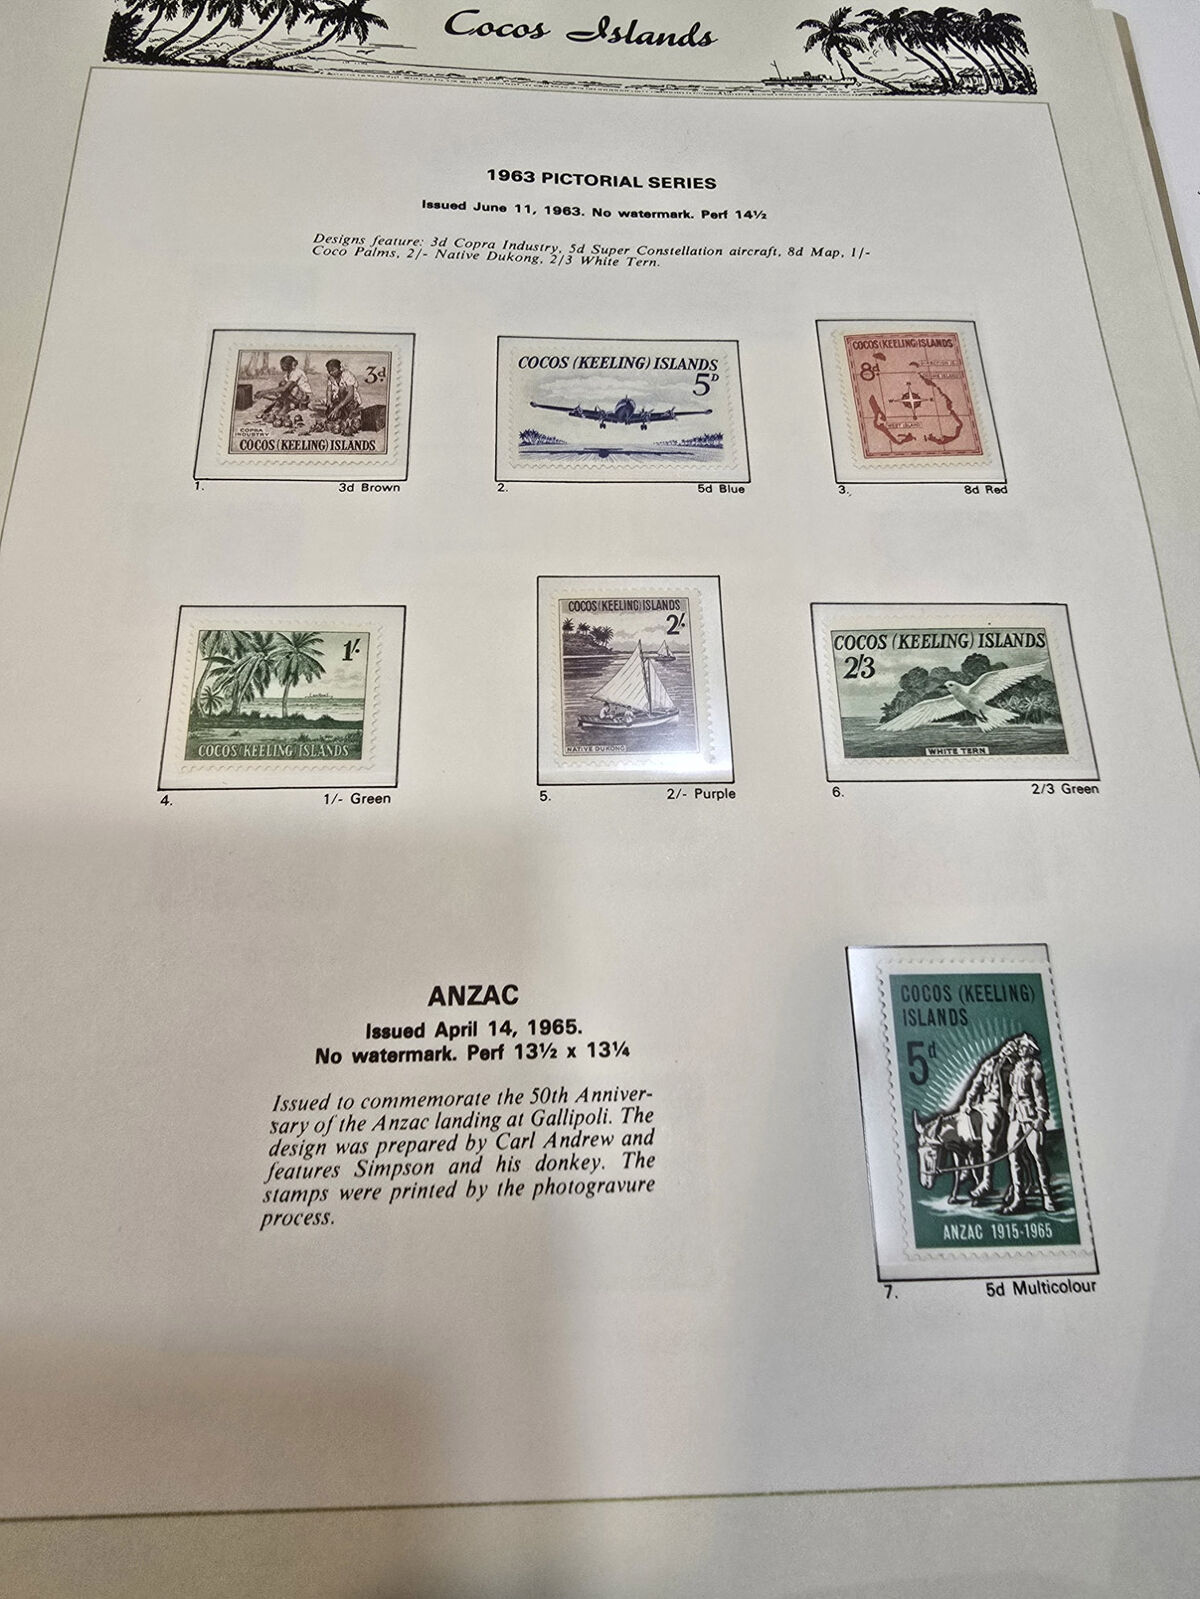 Cocos Islands
1963 PICTORIAL SERIES
Issued June 11, 1963. No watermark. Perf 14½
Designs feature: 3d Copra Industry, 5d Super Constellation aircraft, 8d Map, 1/-
Coco Palms, 2/- Native Dukong, 2/3 White Tern.
3d.
COPRA
INDUSTRY
COCOS (KEELING) ISLANDS
1. 3d Brown
COCOS (KEELING) ISLANDS
5D
2. 5d Blue
COCOS (KEELING) ISLANDS
8d
WEST ISLAND
3. 8d Red
1/-
COCOS (KEELING) ISLANDS
4. 1/- Green
COCOS (KEELING) ISLANDS
2/-
NATIVE DUKONG
5. 2/- Purple
COCOS (KEELING) ISLANDS
2/3
WHITE TERN
6. 2/3 Green
ANZAC
Issued April 14, 1965.
No watermark. Perf 13½ x 13¼
Issued to commemorate the 50th Anniver-
sary of the Anzac landing at Gallipoli. The
design was prepared by Carl Andrew and
features Simpson and his donkey. The
stamps were printed by the photogravure
process.
COCOS (KEELING)
ISLANDS
5d
ANZAC 1915-1965
7. 5d Multicolour